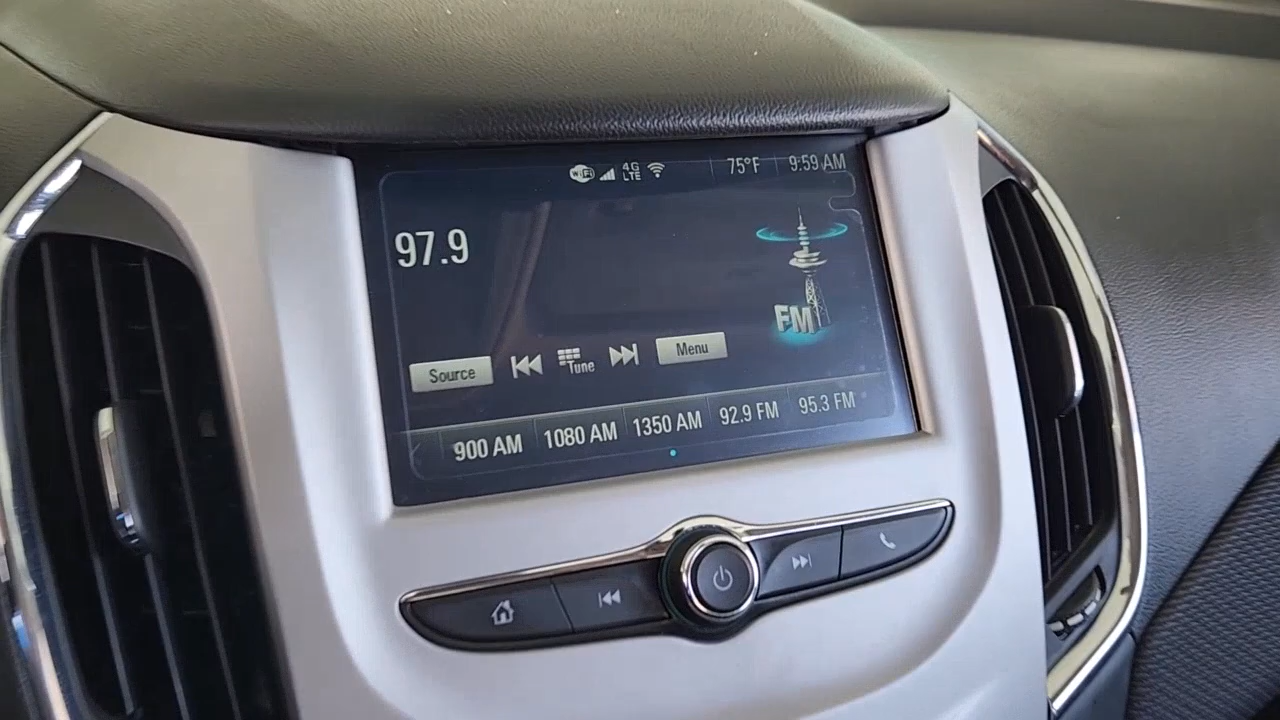 WiFi 4G LTE 75°F 9:59 AM
97.9
FM
Source Tune Menu
900 AM 1080 AM 1350 AM 92.9 FM 95.3 FM